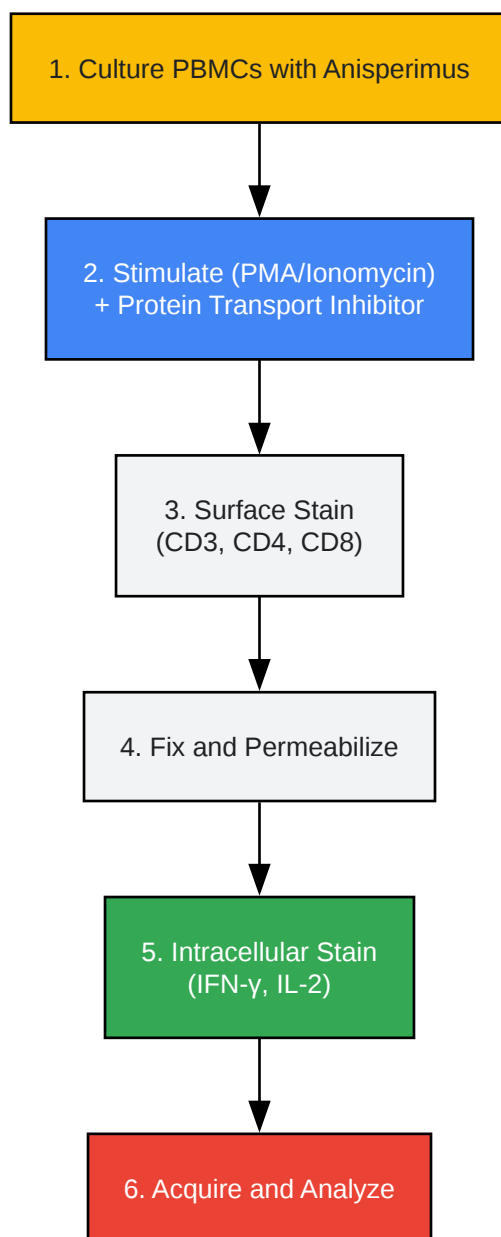 1. Culture PBMCs with Anisperimus
2. Stimulate (PMA/Ionomycin)
+ Protein Transport Inhibitor
3. Surface Stain
(CD3, CD4, CD8)
4. Fix and Permeabilize
5. Intracellular Stain
(IFN-γ, IL-2)
6. Acquire and Analyze